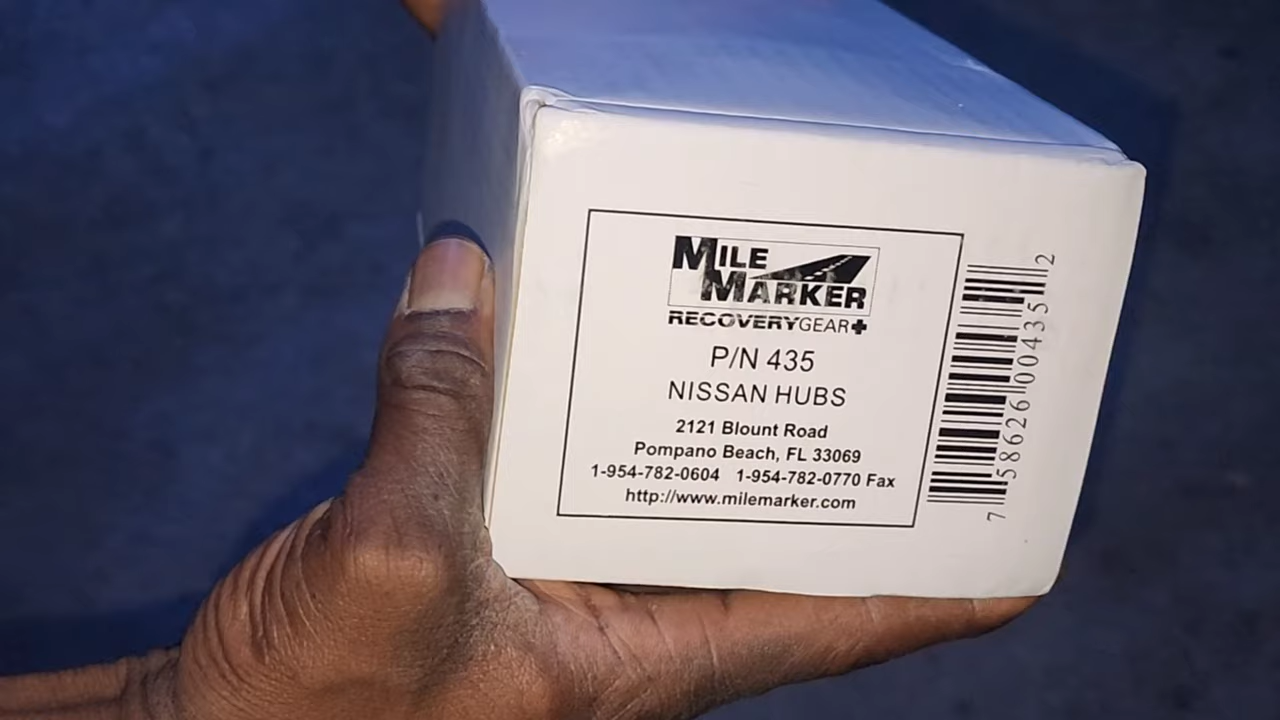 MILE
MARKER
RECOVERYGEAR+
P/N 435
NISSAN HUBS
2121 Blount Road
Pompano Beach, FL 33069
1-954-782-0604 1-954-782-0770 Fax
http://www.milemarker.com
7 58626 00435 2